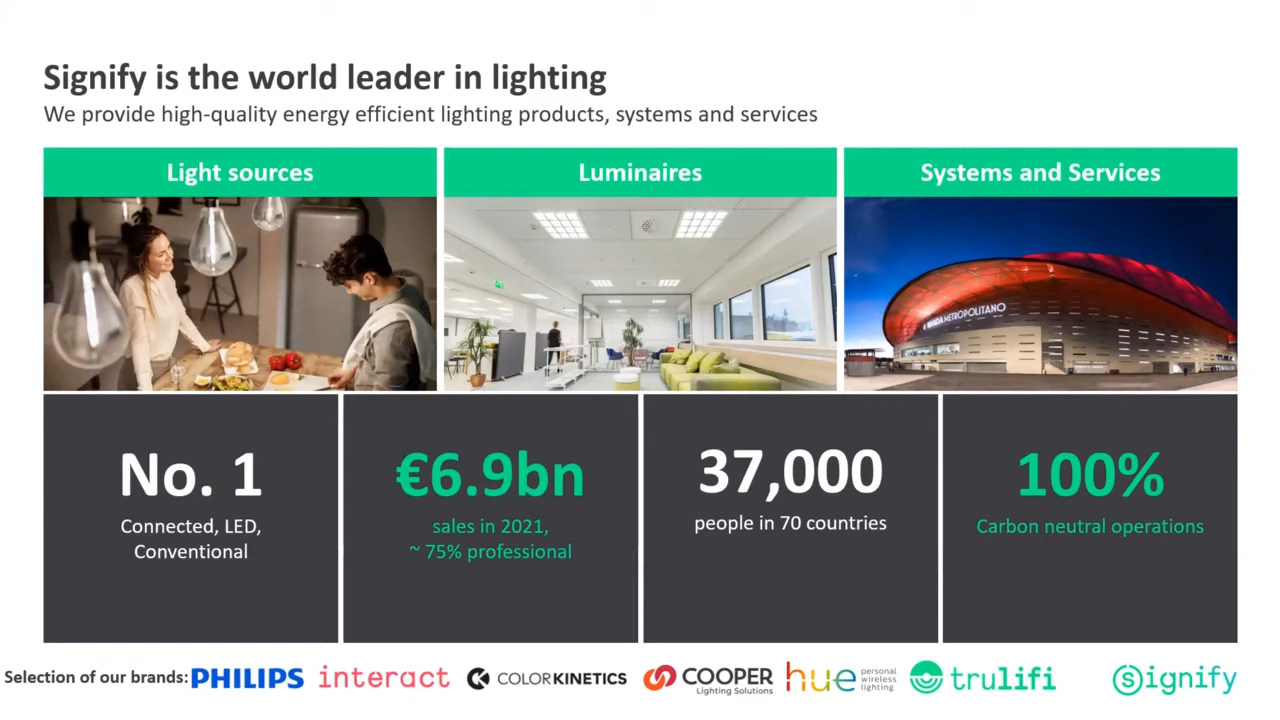 Signify is the world leader in lighting
We provide high-quality energy efficient lighting products, systems and services
Light sources
Luminaires
Systems and Services
WANDA METROPOLITANO
No. 1
Connected, LED,
Conventional
€6.9bn
sales in 2021,
~ 75% professional
37,000
people in 70 countries
100%
Carbon neutral operations
Selection of our brands:
PHILIPS
interact
COLORKINETICS
COOPER
Lighting Solutions
hue
personal
wireless
lighting
trulifi
Signify